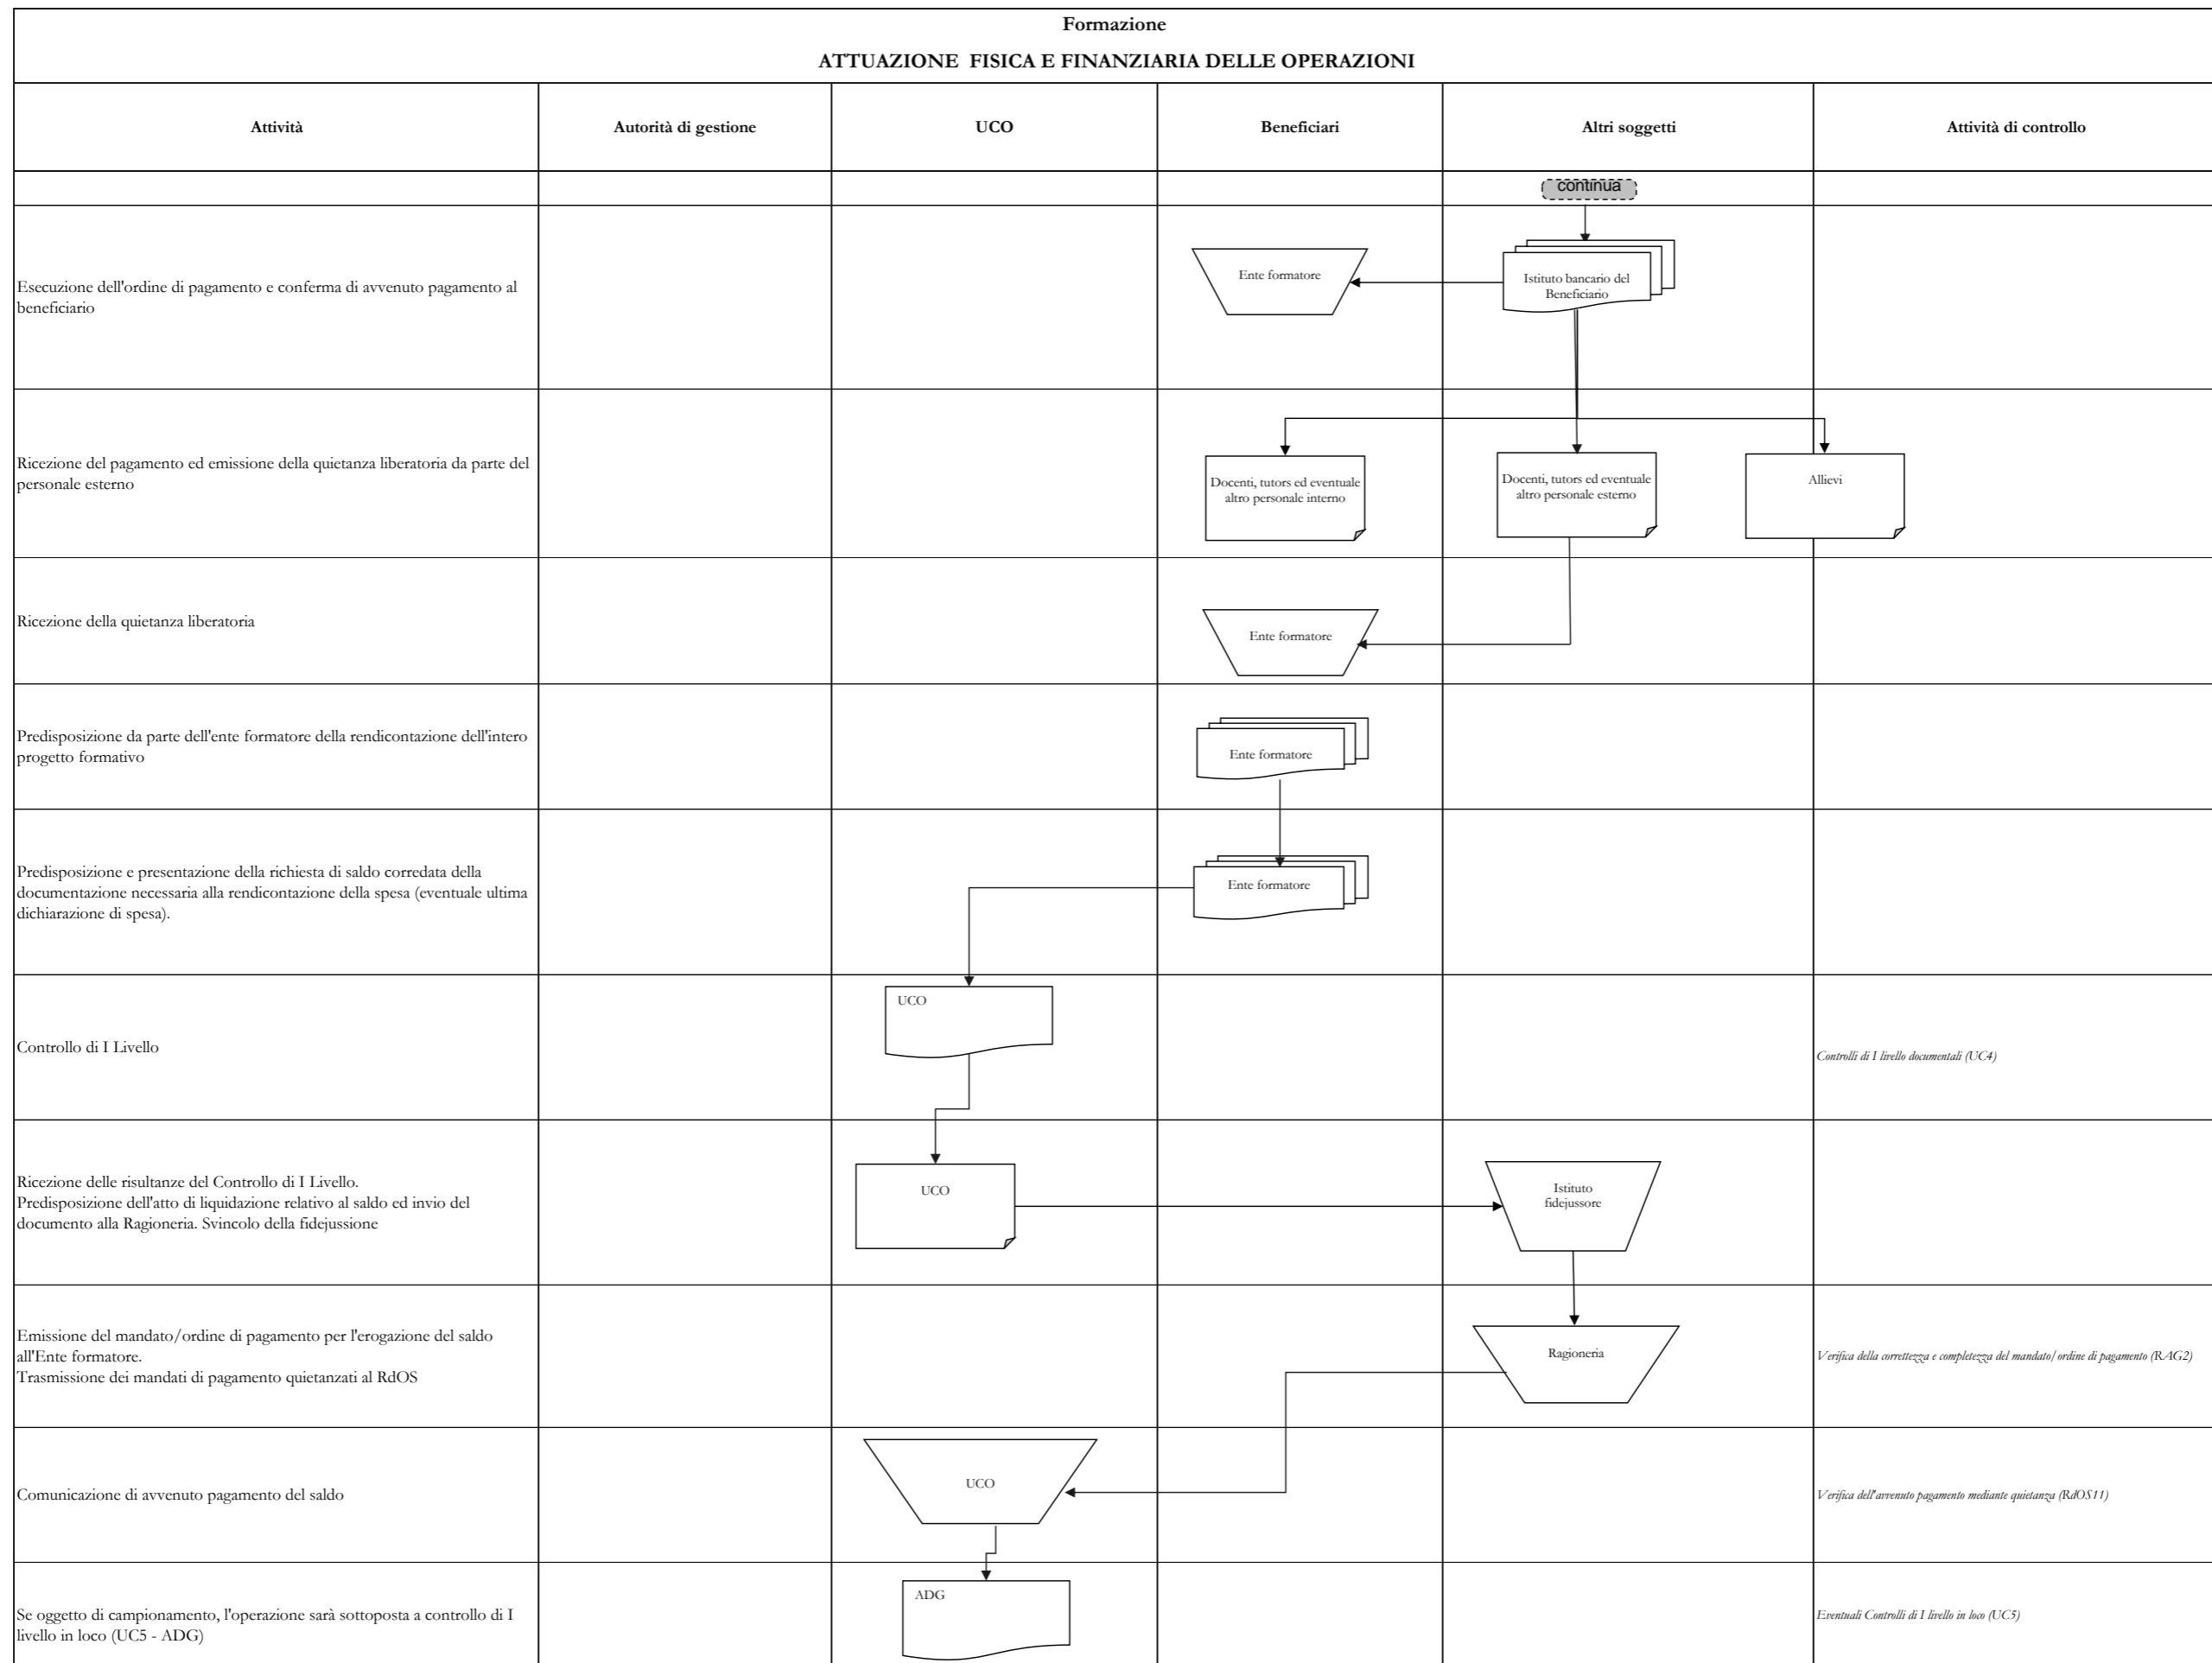 Formazione
ATTUAZIONE FISICA E FINANZIARIA DELLE OPERAZIONI
Attività
Autorità di gestione
UCO
Beneficiari
Altri soggetti
Attività di controllo
continua
Esecuzione dell'ordine di pagamento e conferma di avvenuto pagamento al
beneficiario
Ente formatore
Istituto bancario del
Beneficiario
Ricezione del pagamento ed emissione della quietanza liberatoria da parte del
personale esterno
Docenti, tutors ed eventuale
altro personale interno
Docenti, tutors ed eventuale
altro personale esterno
Allievi
Ricezione della quietanza liberatoria
Ente formatore
Predisposizione da parte dell'ente formatore della rendicontazione dell'intero
progetto formativo
Ente formatore
Predisposizione e presentazione della richiesta di saldo corredata della
documentazione necessaria alla rendicontazione della spesa (eventuale ultima
dichiarazione di spesa).
Ente formatore
Controllo di I Livello
UCO
Controlli di I livello documentali (UC4)
Ricezione delle risultanze del Controllo di I Livello.
Predisposizione dell'atto di liquidazione relativo al saldo ed invio del
documento alla Ragioneria. Svincolo della fidejussione
UCO
Istituto
fidejussore
Emissione del mandato/ordine di pagamento per l'erogazione del saldo
all'Ente formatore.
Trasmissione dei mandati di pagamento quietanzati al RdOS
Ragioneria
Verifica della correttezza e completezza del mandato/ordine di pagamento (RAG2)
Comunicazione di avvenuto pagamento del saldo
UCO
Verifica dell'avvenuto pagamento mediante quietanza (RdOS11)
Se oggetto di campionamento, l'operazione sarà sottoposta a controllo di I
livello in loco (UC5 - ADG)
ADG
Eventuali Controlli di I livello in loco (UC5)